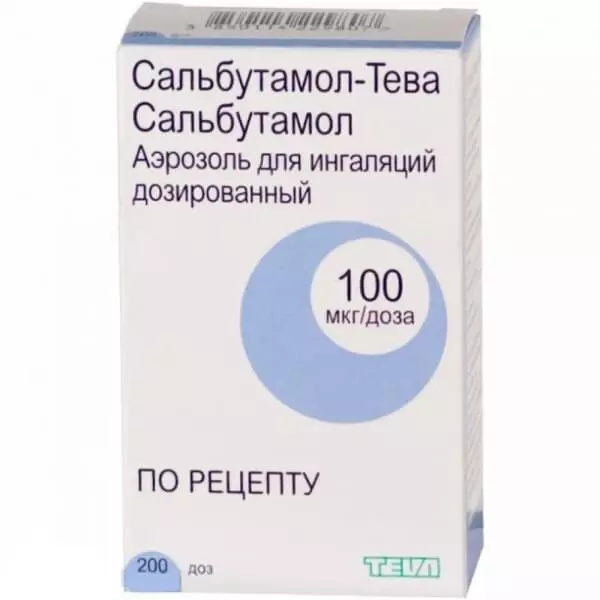 Сальбутамол-Тева
Сальбутамол
Аэрозоль для ингаляций
дозированный
100
мкг/доза
ПО РЕЦЕПТУ
200 доз
TEVA